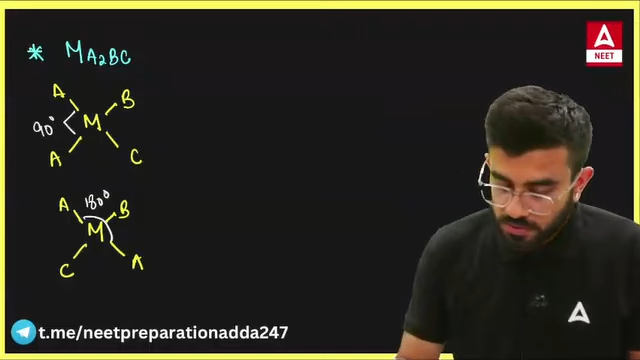 * MA2BC
A B
90° M
A C
180°
A B
M
C A
A
NEET
A
t.me/neetpreparationadda247